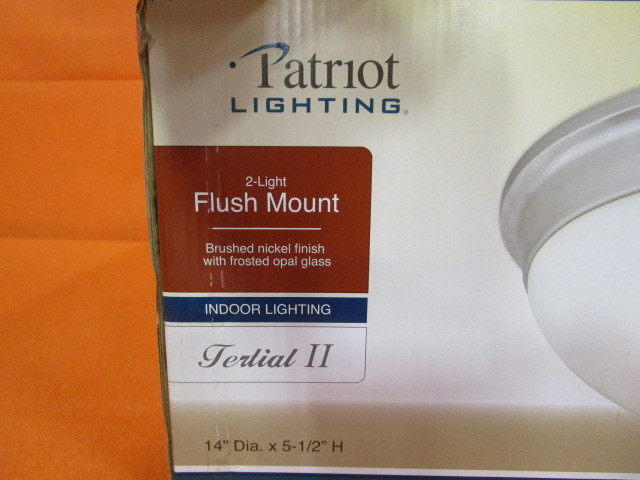 Patriot
LIGHTING®
2-Light
Flush Mount
Brushed nickel finish
with frosted opal glass
INDOOR LIGHTING
Tertial II
14" Dia. x 5-1/2" H